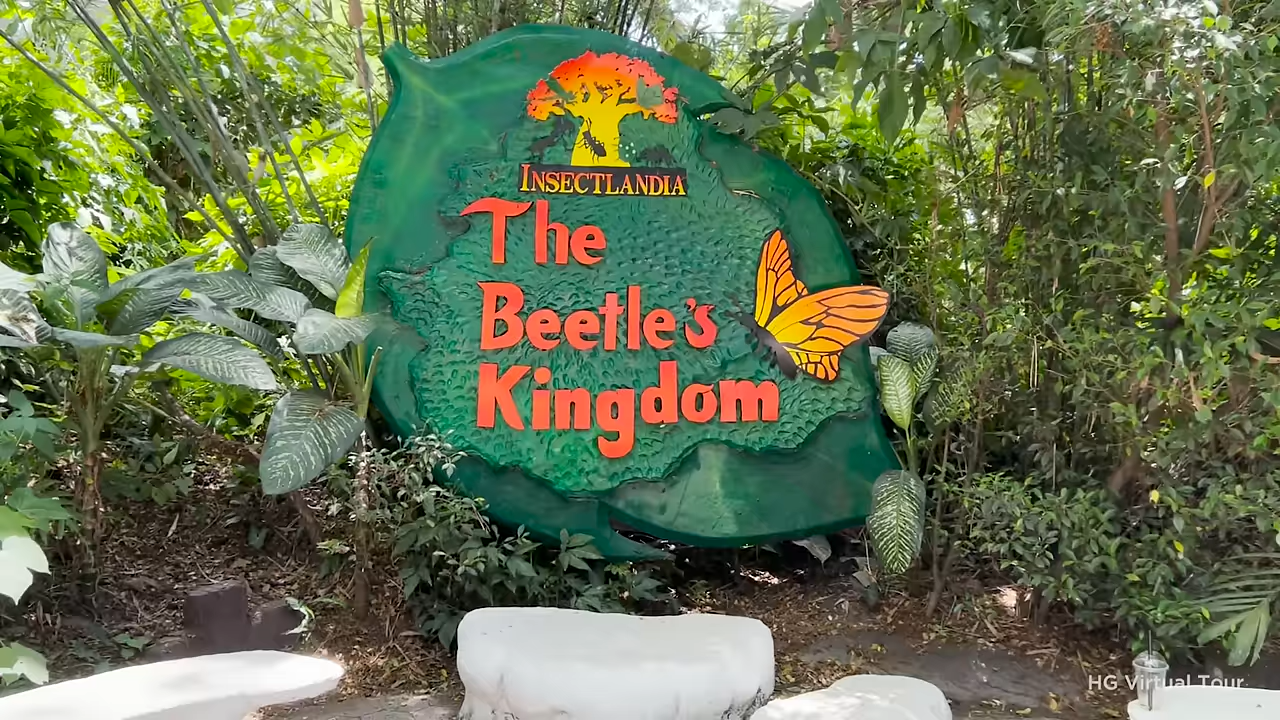 INSECTLANDIA
The
Beetle's
Kingdom
HG Virtual Tour